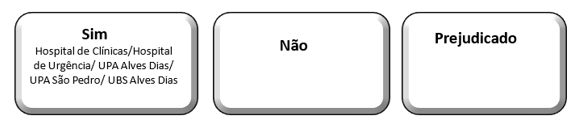 Sim
Hospital de Clínicas/Hospital
de Urgência/ UPA Alves Dias/
UPA São Pedro/ UBS Alves Dias
Não
Prejudicado